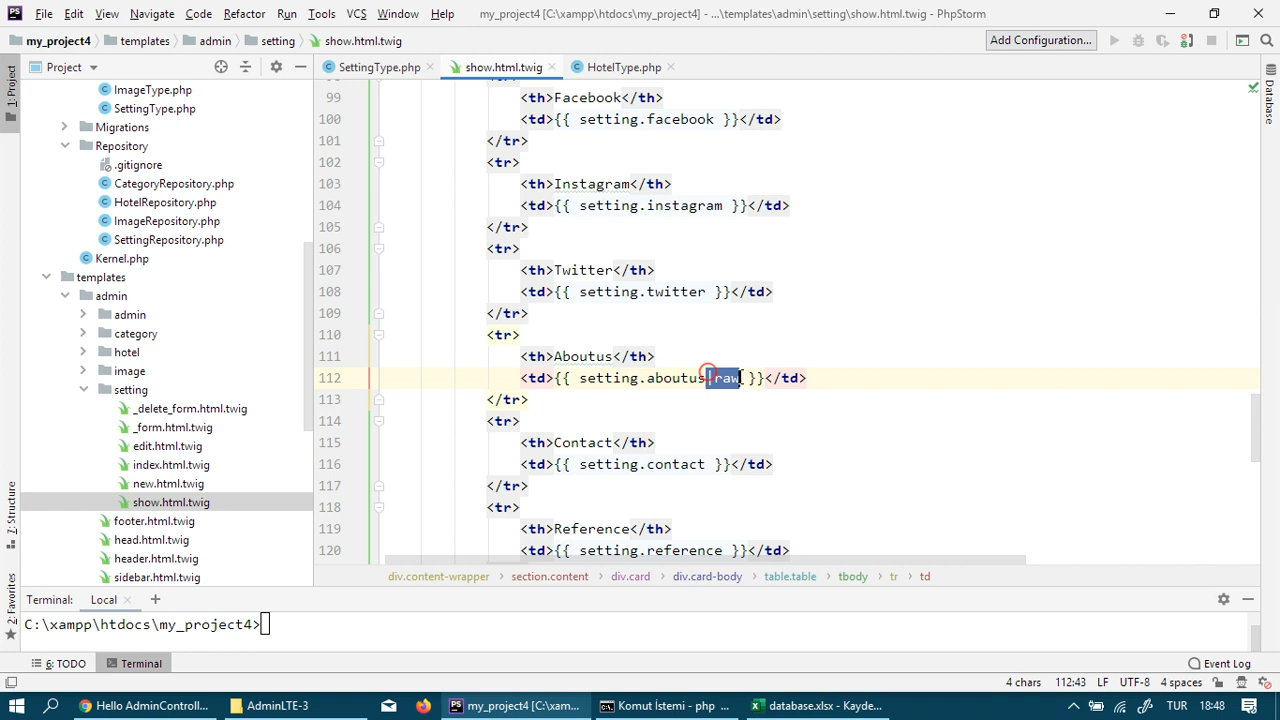 File Edit View Navigate Code Refactor Run Tools VCS Window Help my_project4 [C:\xampp\htdocs\my_project4] - ...\templates\admin\setting\show.html.twig - PhpStorm
my_project4 templates admin setting show.html.twig Add Configuration...
Project
SettingType.php show.html.twig HotelType.php
1: Project
Z: Structure
2: Favorites
Database
ImageType.php
SettingType.php
Migrations
Repository
.gitignore
CategoryRepository.php
HotelRepository.php
ImageRepository.php
SettingRepository.php
Kernel.php
templates
admin
admin
category
hotel
image
setting
_delete_form.html.twig
_form.html.twig
edit.html.twig
index.html.twig
new.html.twig
show.html.twig
footer.html.twig
head.html.twig
header.html.twig
sidebar.html.twig
99 <th>Facebook</th>
100 <td>{{ setting.facebook }}</td>
101 </tr>
102 <tr>
103 <th>Instagram</th>
104 <td>{{ setting.instagram }}</td>
105 </tr>
106 <tr>
107 <th>Twitter</th>
108 <td>{{ setting.twitter }}</td>
109 </tr>
110 <tr>
111 <th>Aboutus</th>
112 <td>{{ setting.aboutus|raw }}</td>
113 </tr>
114 <tr>
115 <th>Contact</th>
116 <td>{{ setting.contact }}</td>
117 </tr>
118 <tr>
119 <th>Reference</th>
120 <td>{{ setting.reference }}</td>
div.content-wrapper section.content div.card div.card-body table.table tbody tr td
Terminal: Local
C:\xampp\htdocs\my_project4>
6: TODO Terminal Event Log
4 chars 112:43 LF UTF-8 4 spaces
Hello AdminControll... AdminLTE-3 my_project4 [C:\xa... Komut İstemi - php ... database.xlsx - Kayde... TUR 18:48